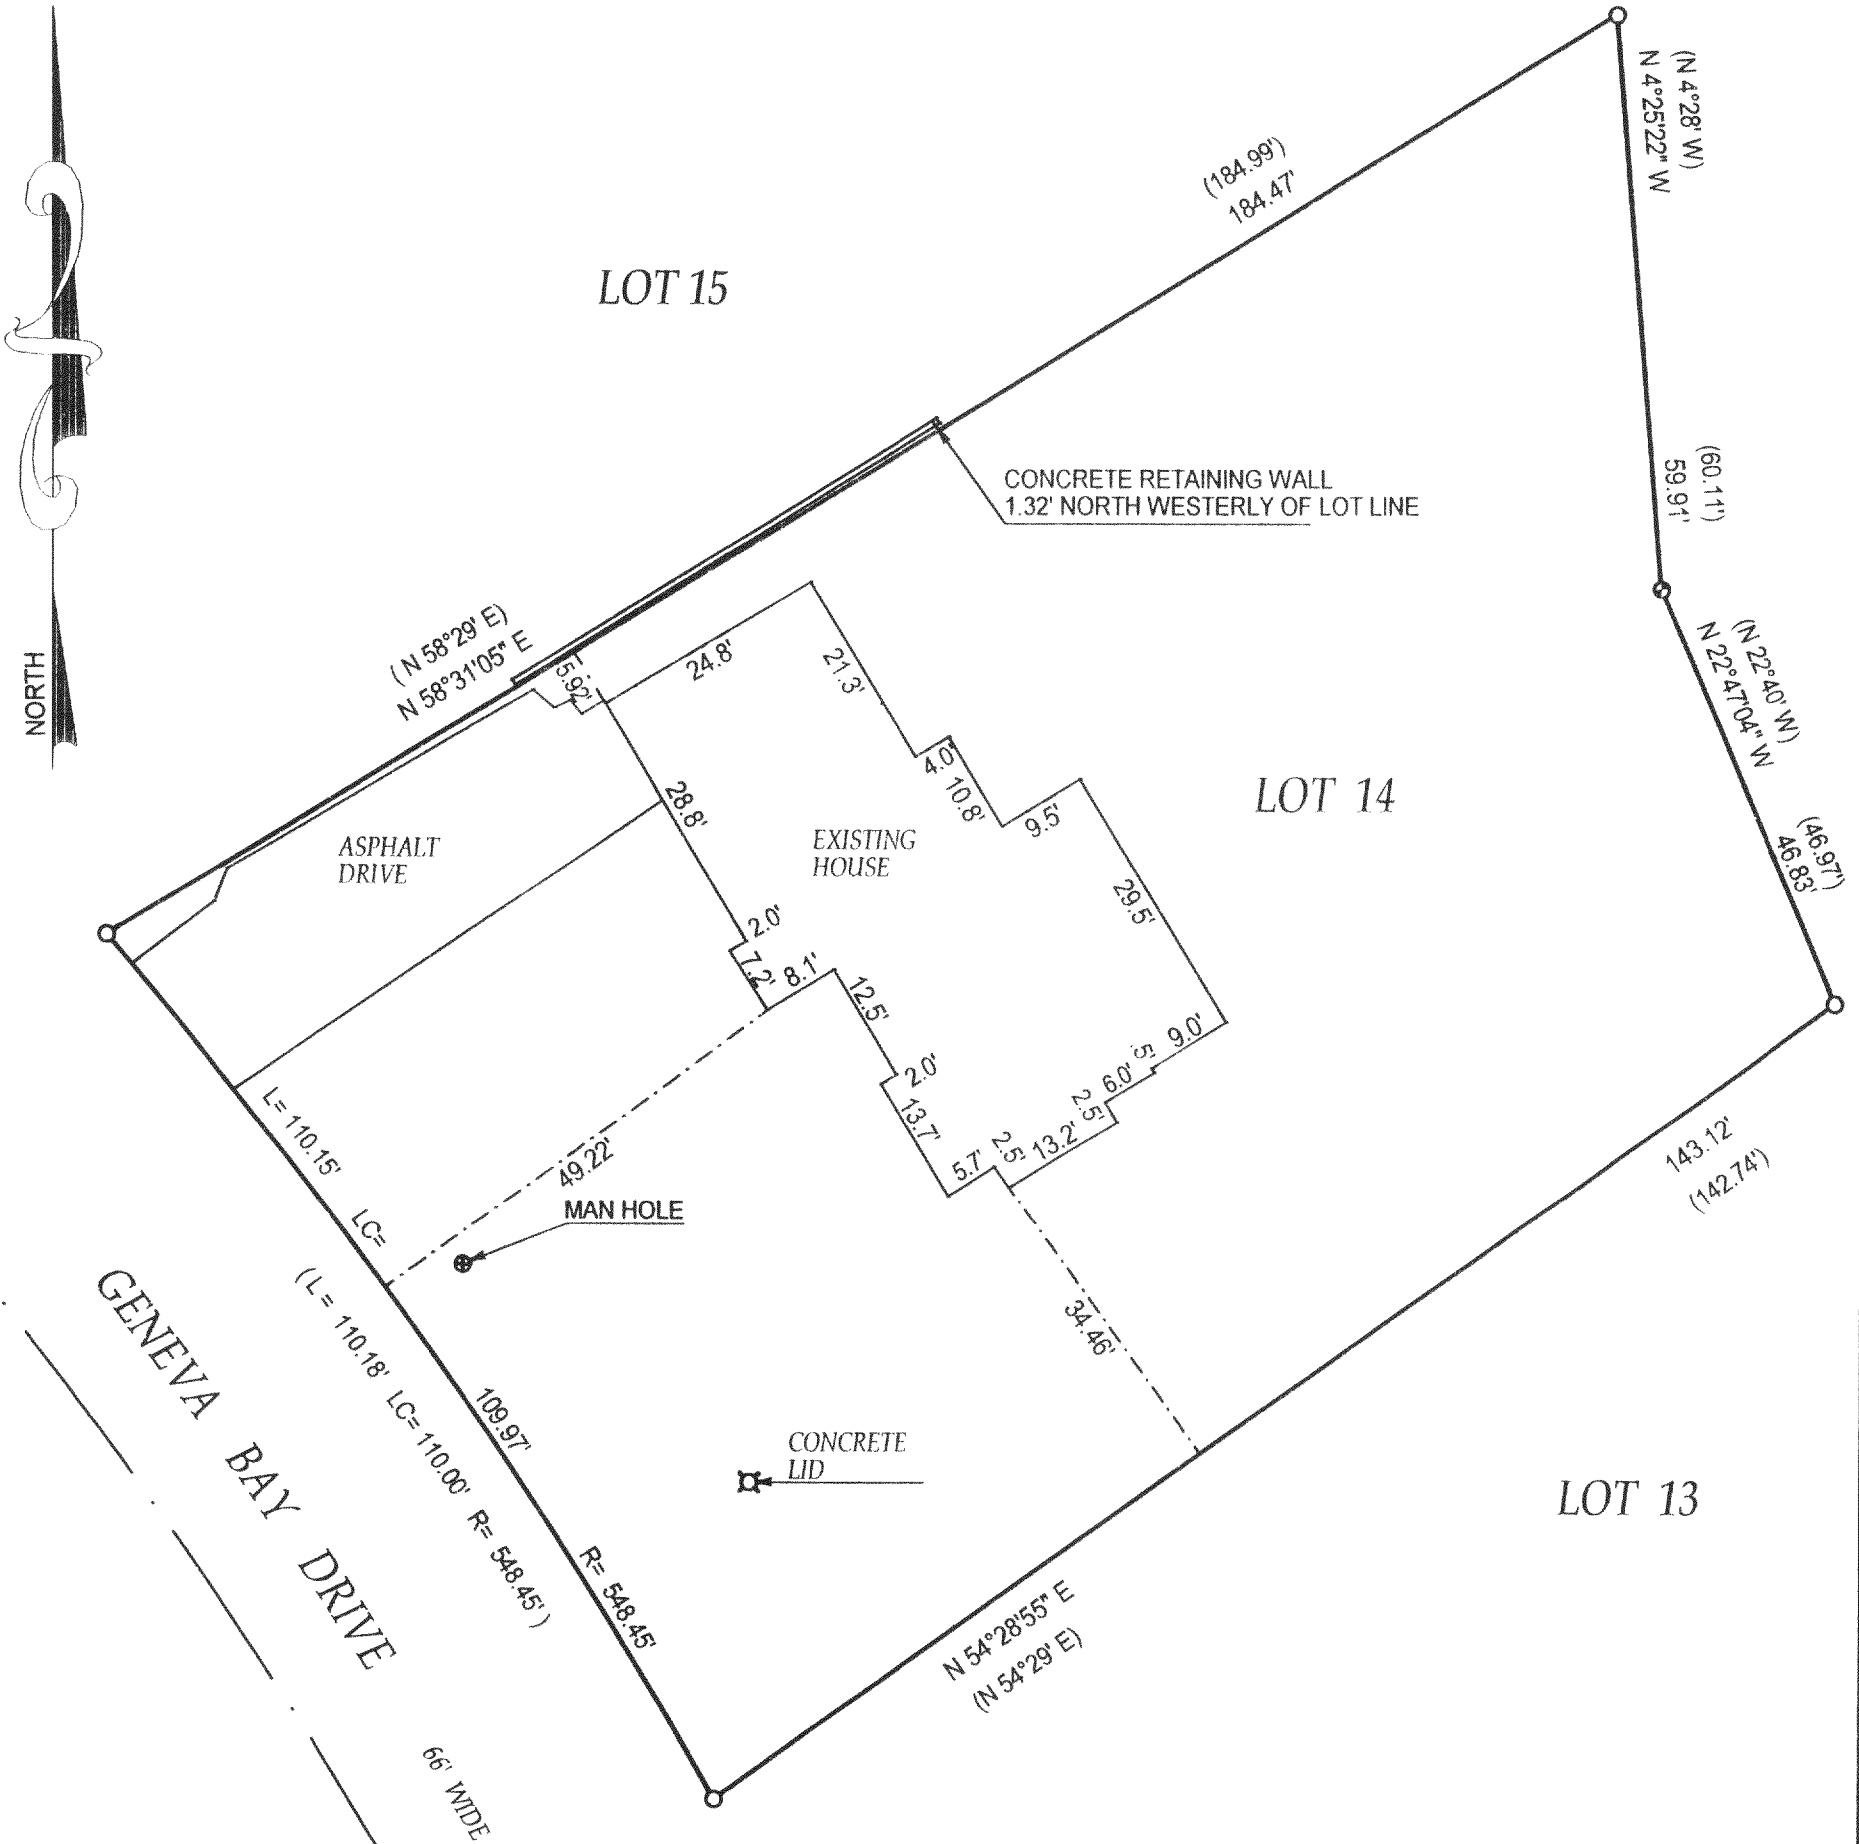 (N 4°28' W)
N 4°25'22" W
(184.99')
184.47'
LOT 15
(60.11')
59.91'
CONCRETE RETAINING WALL
1.32' NORTH WESTERLY OF LOT LINE
( N 58°29' E)
N 58°31'05" E
NORTH
5.92'
24.8'
21.3'
(N 22°40' W)
N 22°47'04" W
4.0'
10.8'
9.5'
LOT 14
28.8'
ASPHALT
DRIVE
EXISTING
HOUSE
(46.97')
46.83'
29.5'
2.0'
7.2'
8.1'
12.5'
9.0'
.5'
6.0'
2.5'
2.0'
13.7'
13.2'
2.5'
5.7'
L= 110.15' LC= 109.97' R= 548.45'
49.22'
MAN HOLE
143.12'
(142.74')
(L= 110.18' LC= 110.00' R= 548.45')
34.46'
GENEVA BAY DRIVE
66' WIDE
CONCRETE
LID
LOT 13
N 54°28'55" E
(N 54°29' E)